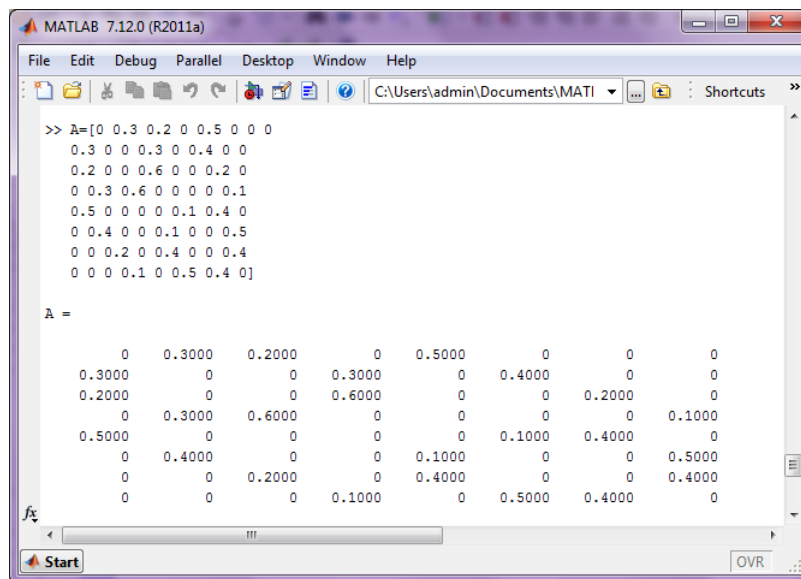 MATLAB 7.12.0 (R2011a)
File Edit Debug Parallel Desktop Window Help
C:\Users\admin\Documents\MATI ... Shortcuts »
>> A=[0 0.3 0.2 0 0.5 0 0 0
0.3 0 0 0.3 0 0.4 0 0
0.2 0 0 0.6 0 0 0.2 0
0 0.3 0.6 0 0 0 0 0.1
0.5 0 0 0 0 0.1 0.4 0
0 0.4 0 0 0.1 0 0 0.5
0 0 0.2 0 0.4 0 0 0.4
0 0 0 0.1 0 0.5 0.4 0]
A =
0 0.3000 0.2000 0 0.5000 0 0 0
0.3000 0 0 0.3000 0 0.4000 0 0
0.2000 0 0 0.6000 0 0 0.2000 0
0 0.3000 0.6000 0 0 0 0 0.1000
0.5000 0 0 0 0 0.1000 0.4000 0
0 0.4000 0 0 0.1000 0 0 0.5000
0 0 0.2000 0 0.4000 0 0 0.4000
0 0 0 0.1000 0 0.5000 0.4000 0
fx
Start OVR